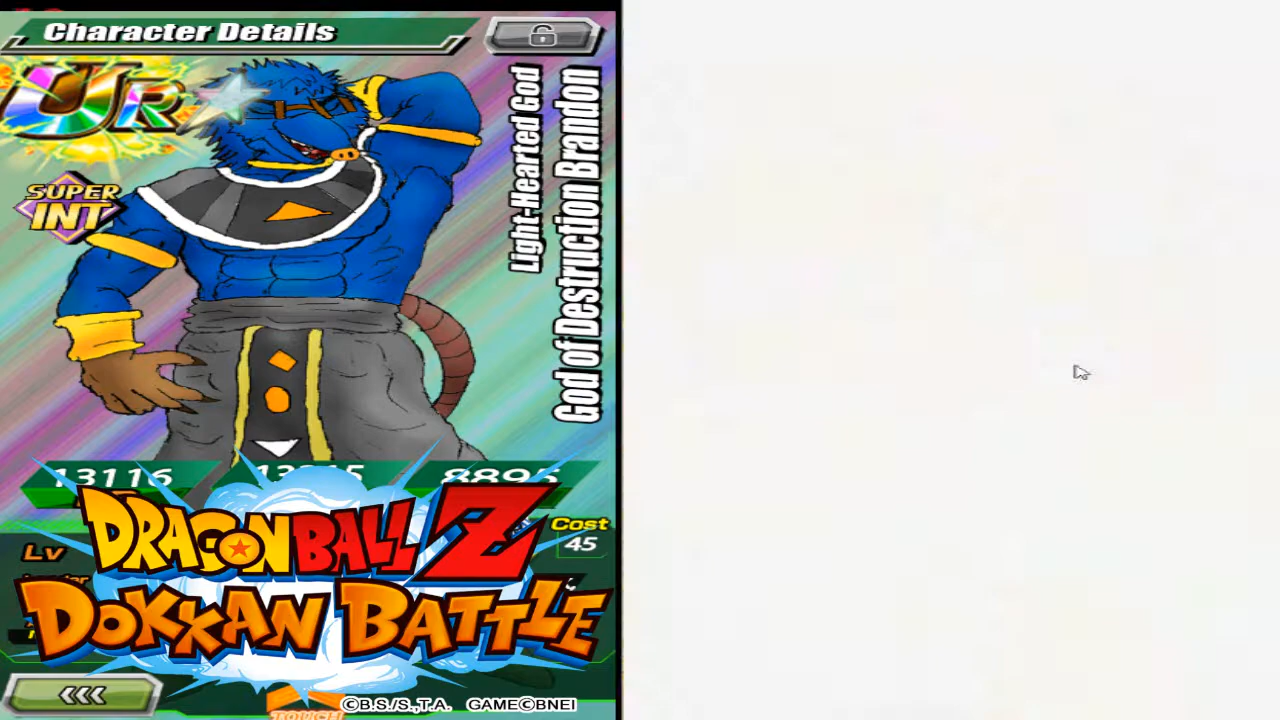 Character Details
UR
SUPER
INT
Light-Hearted God
God of Destruction Brandon
13116
8895
Cost
45
Lv
DRAGON BALL Z
DOKKAN BATTLE
<<<
TOUCH
©B.S./S.,T.A. GAME©BNEI